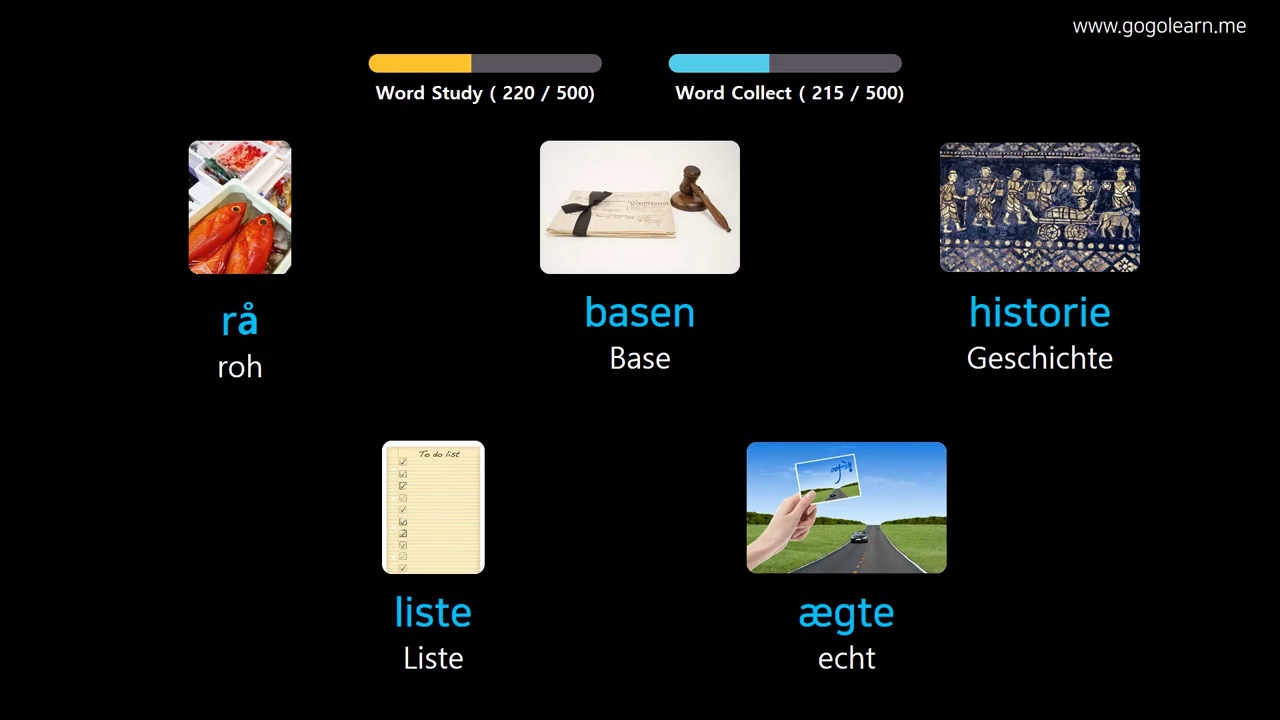 www.gogolearn.me
Word Study ( 220 / 500)
Word Collect ( 215 / 500)
rå
roh
basen
Base
historie
Geschichte
To do list
liste
Liste
ægte
echt